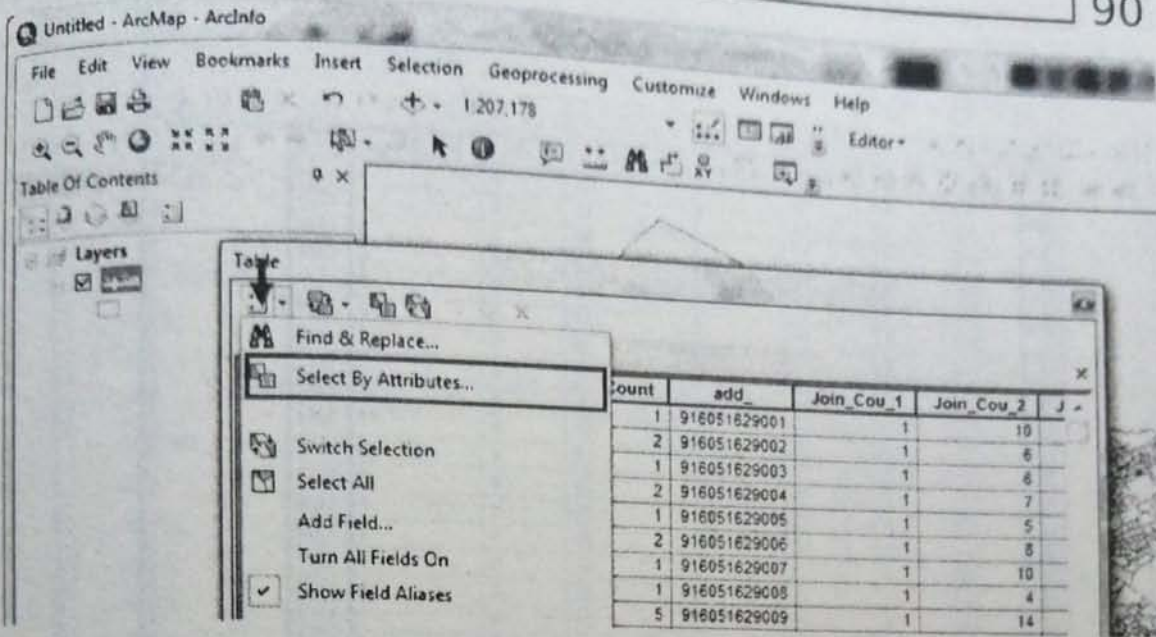 90
Untitled - ArcMap - ArcInfo
File Edit View Bookmarks Insert Selection Geoprocessing Customize Windows Help
1:207,178
Editor
Table Of Contents
Layers
Table
Find & Replace...
Select By Attributes...
Switch Selection
Select All
Add Field...
Turn All Fields On
Show Field Aliases
Count add_ Join_Cou_1 Join_Cou_2 J
1 916051629001 1 10
2 916051629002 1 6
1 916051629003 1 6
2 916051629004 1 7
1 916051629005 1 5
2 916051629006 1 8
1 916051629007 1 10
1 916051629008 1 4
5 916051629009 1 14